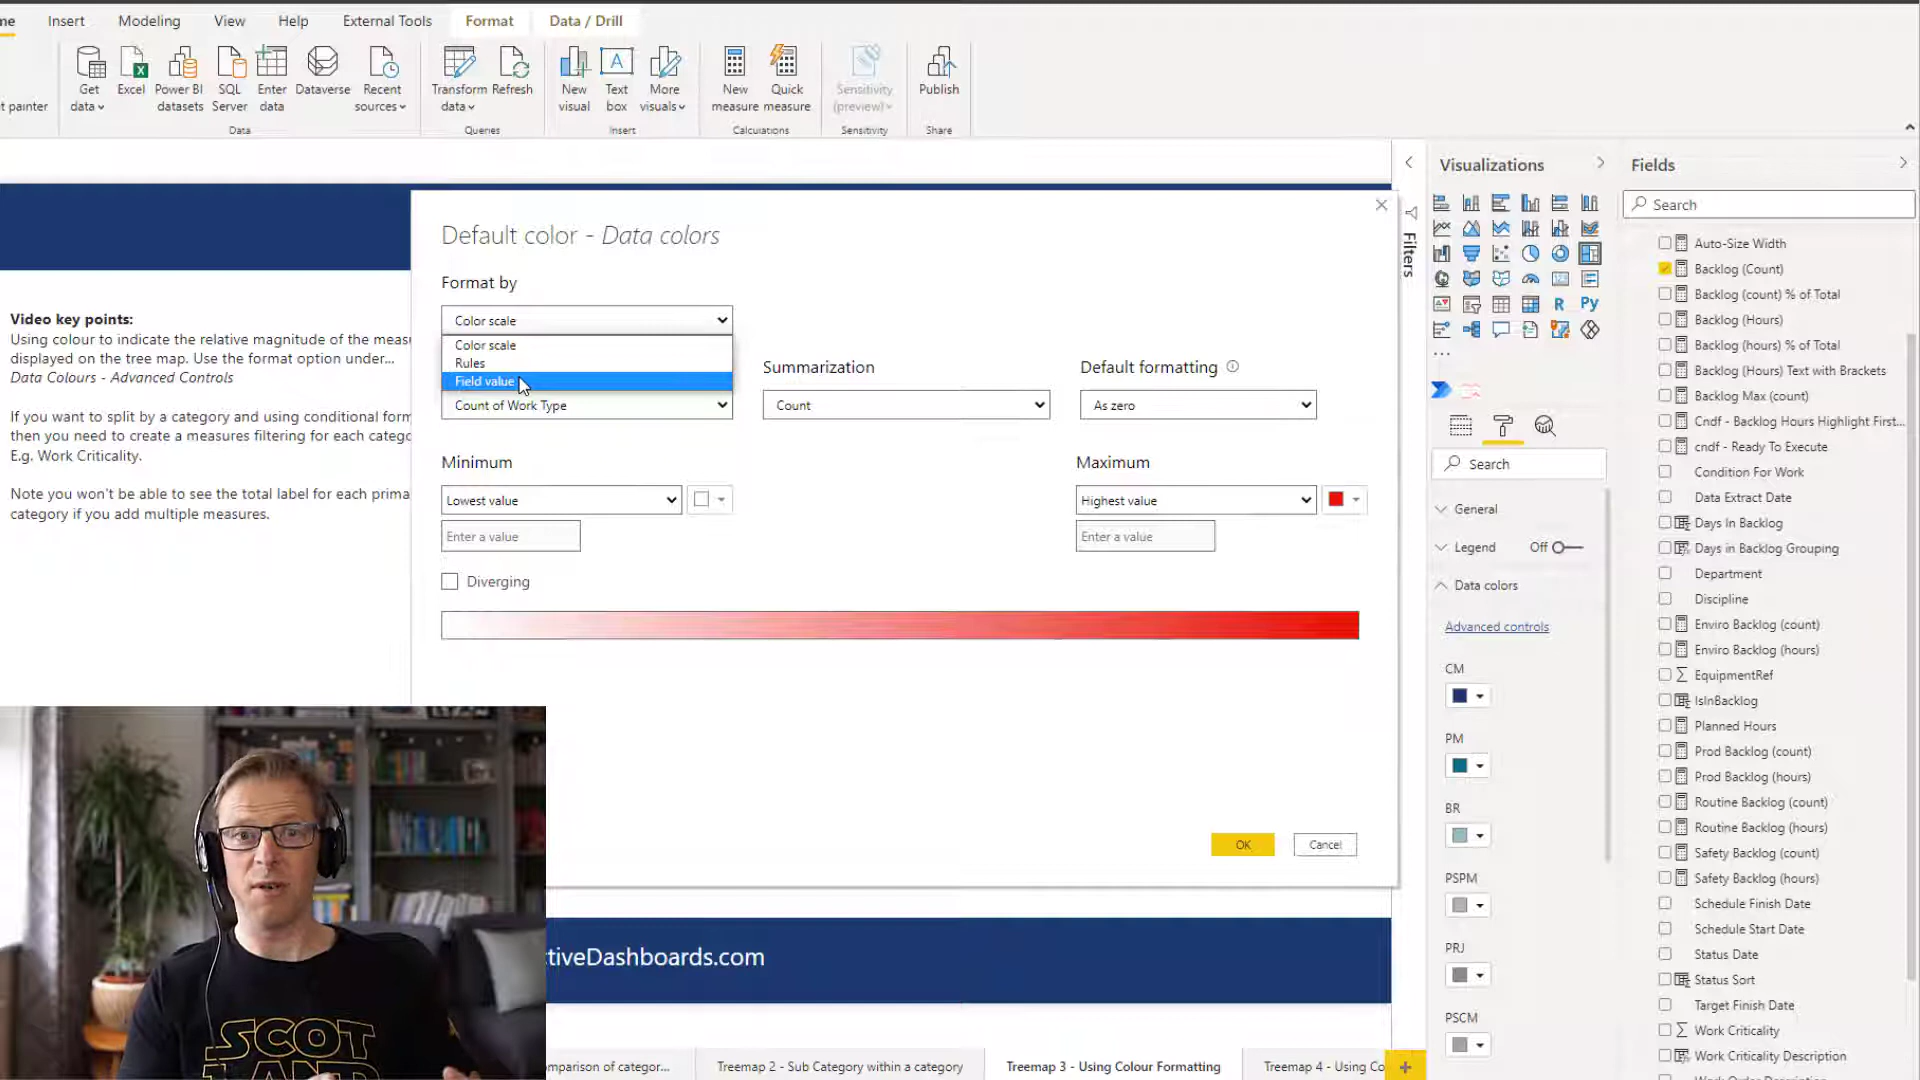 me Insert Modeling View Help External Tools Format Data / Drill
t painter
Get data
Excel
Power BI datasets
SQL Server
Enter data
Dataverse
Recent sources
Transform data
Refresh
New visual
Text box
More visuals
New measure
Quick measure
Sensitivity (preview)
Publish
Data
Queries
Insert
Calculations
Sensitivity
Share
Video key points:
Using colour to indicate the relative magnitude of the measu
displayed on the tree map. Use the format option under...
Data Colours - Advanced Controls
If you want to split by a category and using conditional form
then you need to create a measures filtering for each catego
E.g. Work Criticality.
Note you won't be able to see the total label for each prima
category if you add multiple measures.
Default color - Data colors
Format by
Color scale
Color scale
Rules
Field value
Count of Work Type
Summarization
Count
Default formatting
As zero
Minimum
Lowest value
Enter a value
Maximum
Highest value
Enter a value
Diverging
OK
Cancel
SCOT
LAND
ctiveDashboards.com
omparison of categor...
Treemap 2 - Sub Category within a category
Treemap 3 - Using Colour Formatting
Treemap 4 - Using Co
+
Filters
Visualizations
R
Py
...
Search
General
Legend Off
Data colors
Advanced controls
CM
PM
BR
PSPM
PRJ
PSCM
Fields
Search
Auto-Size Width
Backlog (Count)
Backlog (count) % of Total
Backlog (Hours)
Backlog (hours) % of Total
Backlog (Hours) Text with Brackets
Backlog Max (count)
Cndf - Backlog Hours Highlight First...
cndf - Ready To Execute
Condition For Work
Data Extract Date
Days In Backlog
Days in Backlog Grouping
Department
Discipline
Enviro Backlog (count)
Enviro Backlog (hours)
EquipmentRef
IsInBacklog
Planned Hours
Prod Backlog (count)
Prod Backlog (hours)
Routine Backlog (count)
Routine Backlog (hours)
Safety Backlog (count)
Safety Backlog (hours)
Schedule Finish Date
Schedule Start Date
Status Date
Status Sort
Target Finish Date
Work Criticality
Work Criticality Description